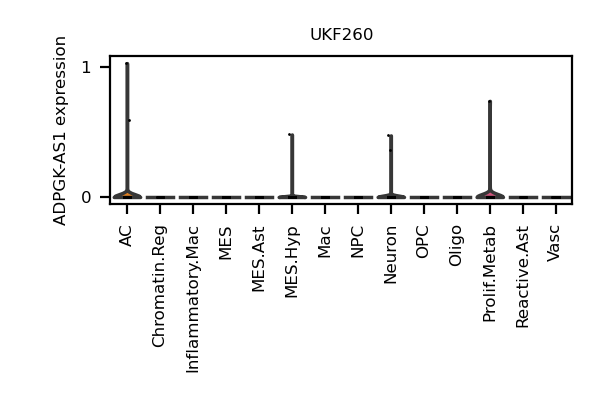 UKF260
ADPGK-AS1 expression
1
0
AC
Chromatin.Reg
Inflammatory.Mac
MES
MES.Ast
MES.Hyp
Mac
NPC
Neuron
OPC
Oligo
Prolif.Metab
Reactive.Ast
Vasc